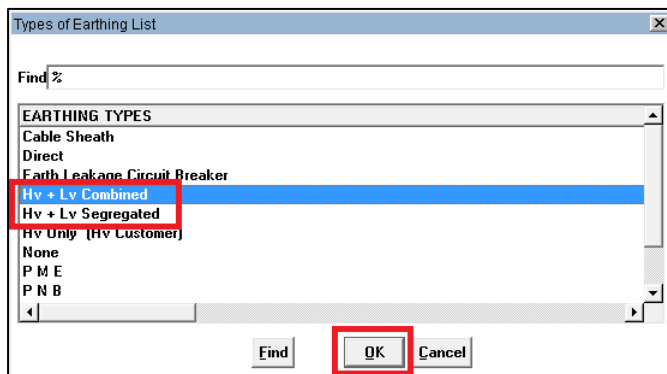 Types of Earthing List
Find %
EARTHING TYPES
Cable Sheath
Direct
Earth Leakage Circuit Breaker
Hv + Lv Combined
Hv + Lv Segregated
Hv Only (Hv Customer)
None
P M E
P N B
Find OK Cancel